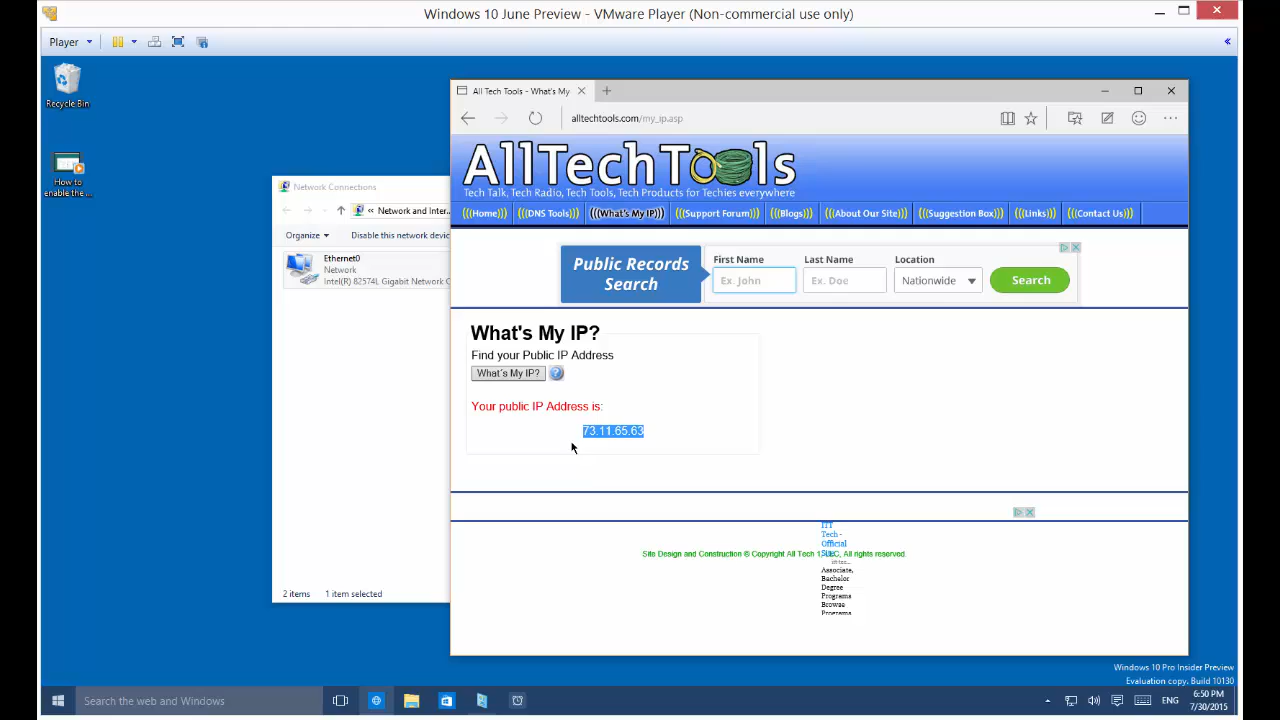 Windows 10 June Preview - VMware Player (Non-commercial use only)
Player
Recycle Bin
How to
enable the ...
Network Connections
« Network and Inter...
Organize
Disable this network devic
Ethernet0
Network
Intel(R) 82574L Gigabit Network C
2 items
1 item selected
All Tech Tools - What's My
alltechtools.com/my_ip.asp
AllTechTools
Tech Talk, Tech Radio, Tech Tools, Tech Products for Techies everywhere
(((Home))) (((DNS Tools))) (((What's My IP))) (((Support Forum))) (((Blogs))) (((About Our Site))) (((Suggestion Box))) (((Links))) (((Contact Us)))
Public Records
Search
First Name
Last Name
Location
Ex. John
Ex. Doe
Nationwide
Search
What's My IP?
Find your Public IP Address
What's My IP?
Your public IP Address is:
73.11.65.63
ITT
Tech -
Official
Site Design and Construction © Copyright All Tech 1, LLC, All rights reserved.
Associate,
Bachelor
Degree
Programs
Browse
Programs
Windows 10 Pro Insider Preview
Evaluation copy. Build 10130
Search the web and Windows
ENG
6:50 PM
7/30/2015